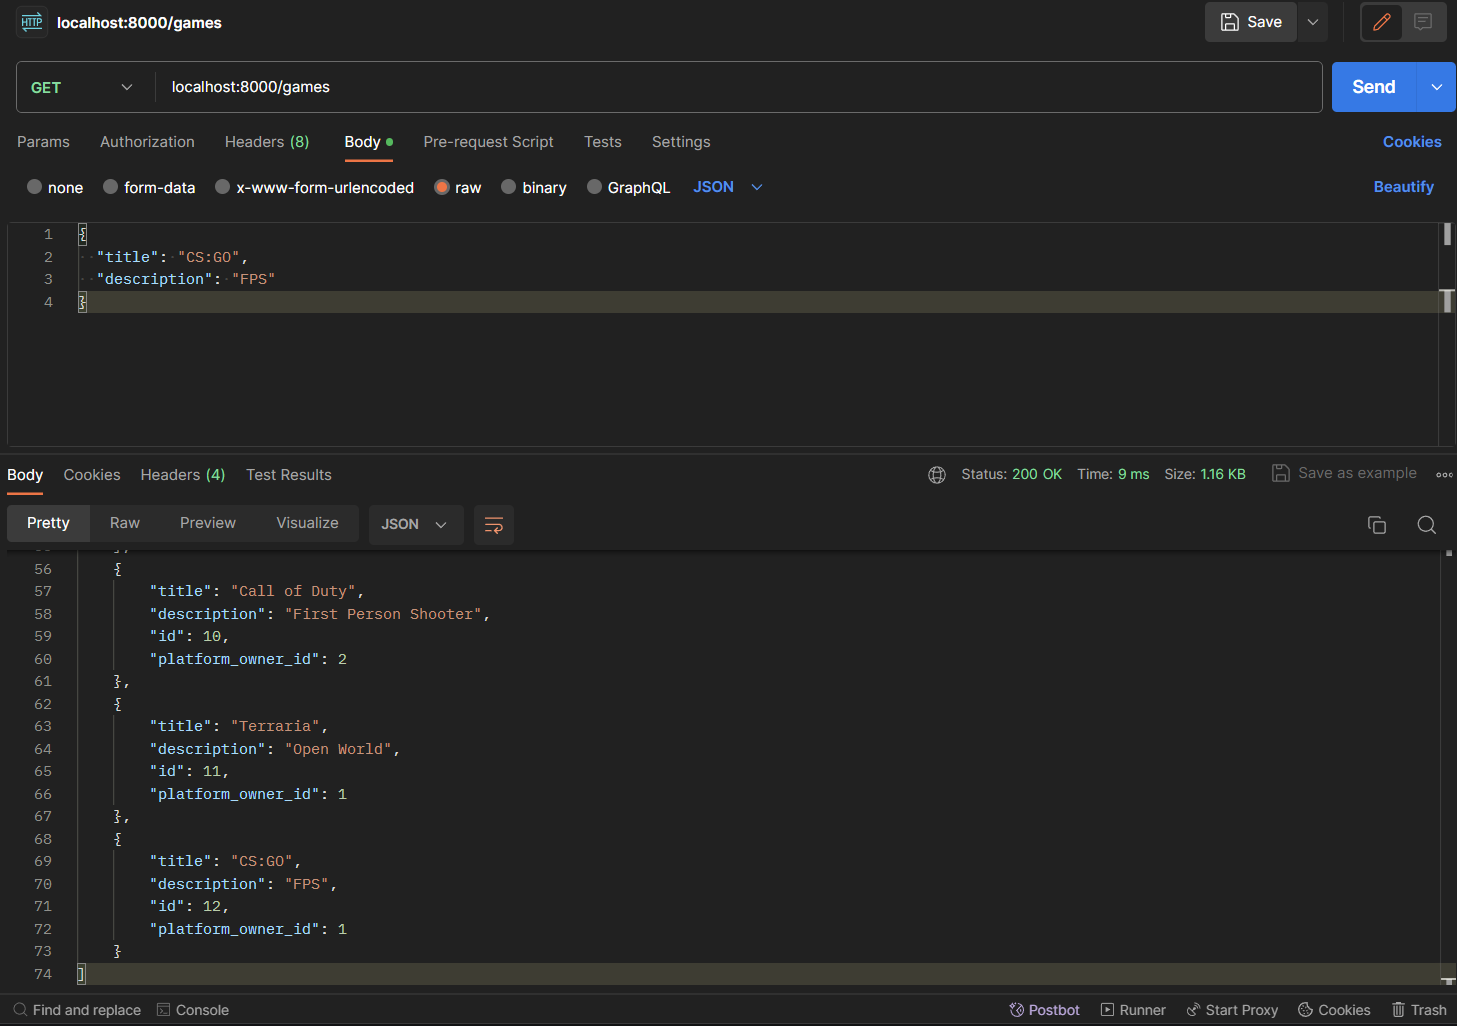 HTTP localhost:8000/games Save
GET localhost:8000/games Send
Params Authorization Headers (8) Body Pre-request Script Tests Settings Cookies
none form-data x-www-form-urlencoded raw binary GraphQL JSON Beautify
1 {
2 "title": "CS:GO",
3 "description": "FPS"
4 }
Body Cookies Headers (4) Test Results Status: 200 OK Time: 9 ms Size: 1.16 KB Save as example
Pretty Raw Preview Visualize JSON
56 {
57 "title": "Call of Duty",
58 "description": "First Person Shooter",
59 "id": 10,
60 "platform_owner_id": 2
61 },
62 {
63 "title": "Terraria",
64 "description": "Open World",
65 "id": 11,
66 "platform_owner_id": 1
67 },
68 {
69 "title": "CS:GO",
70 "description": "FPS",
71 "id": 12,
72 "platform_owner_id": 1
73 }
74 ]
Find and replace Console Postbot Runner Start Proxy Cookies Trash